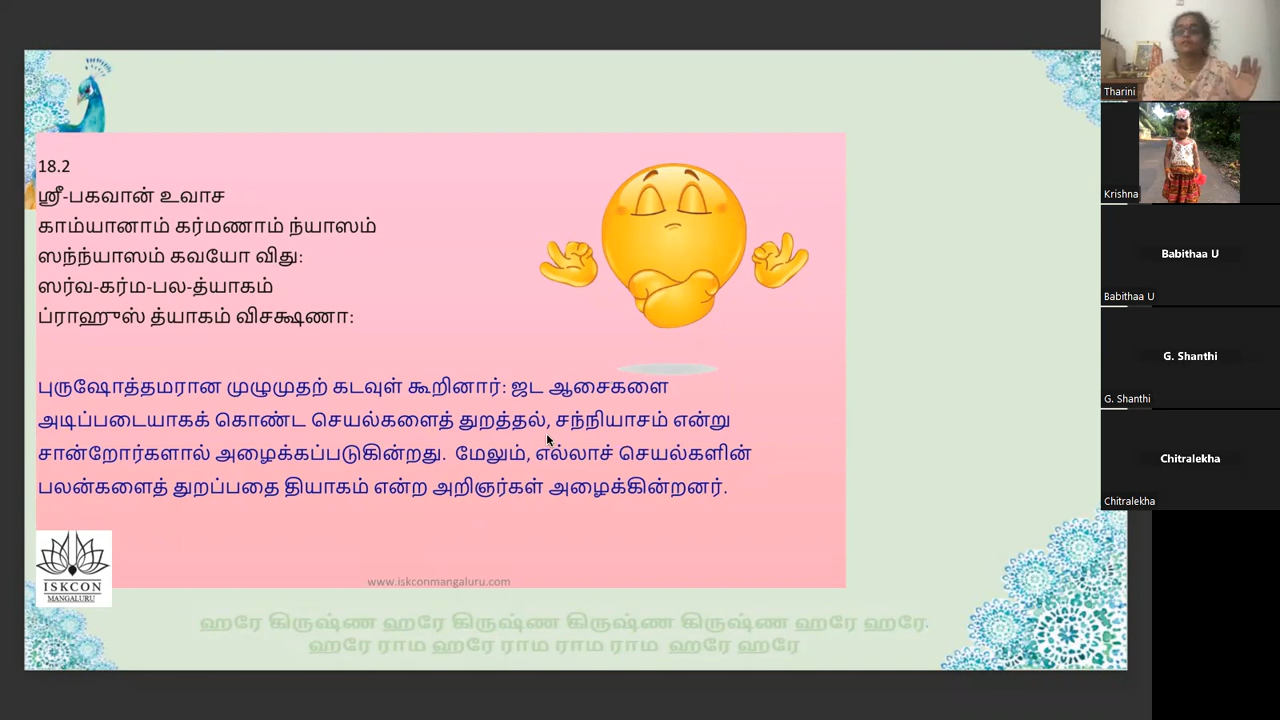 18.2
ஸ்ரீ-பகவான் உவாச
காம்யானாம் கர்மணாம் ந்யாஸம்
ஸந்ந்யாஸம் கவயோ விது:
ஸர்வ-கர்ம-பல-த்யாகம்
ப்ராஹுஸ் த்யாகம் விசக்ஷணா:
புருஷோத்தமரான முழுமுதற் கடவுள் கூறினார்: ஜட ஆசைகளை
அடிப்படையாகக் கொண்ட செயல்களைத் துறத்தல், சந்நியாசம் என்று
சான்றோர்களால் அழைக்கப்படுகின்றது. மேலும், எல்லாச் செயல்களின்
பலன்களைத் துறப்பதை தியாகம் என்ற அறிஞர்கள் அழைக்கின்றனர்.
ISKCON
MANGALURU
www.iskconmangaluru.com
ஹரே கிருஷ்ண ஹரே கிருஷ்ண கிருஷ்ண கிருஷ்ண ஹரே ஹரே.
ஹரே ராம ஹரே ராம ராம ராம ஹரே ஹரே
Tharini
Krishna
Babithaa U
Babithaa U
G. Shanthi
G. Shanthi
Chitralekha
Chitralekha